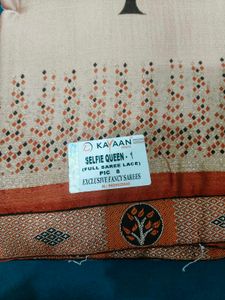 KAVAAN
SELFIE QUEEN - 1
(FULL SAREE LACE)
PIC 8
EXCLUSIVE FANCY SAREES